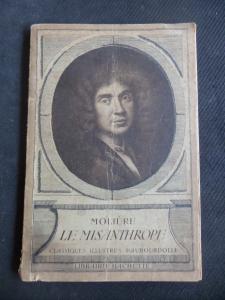 MOLIÈRE
LE MISANTHROPE
CLASSIQUES ILLUSTRÉS VAUBOURDOLLE
LIBRAIRIE HACHETTE